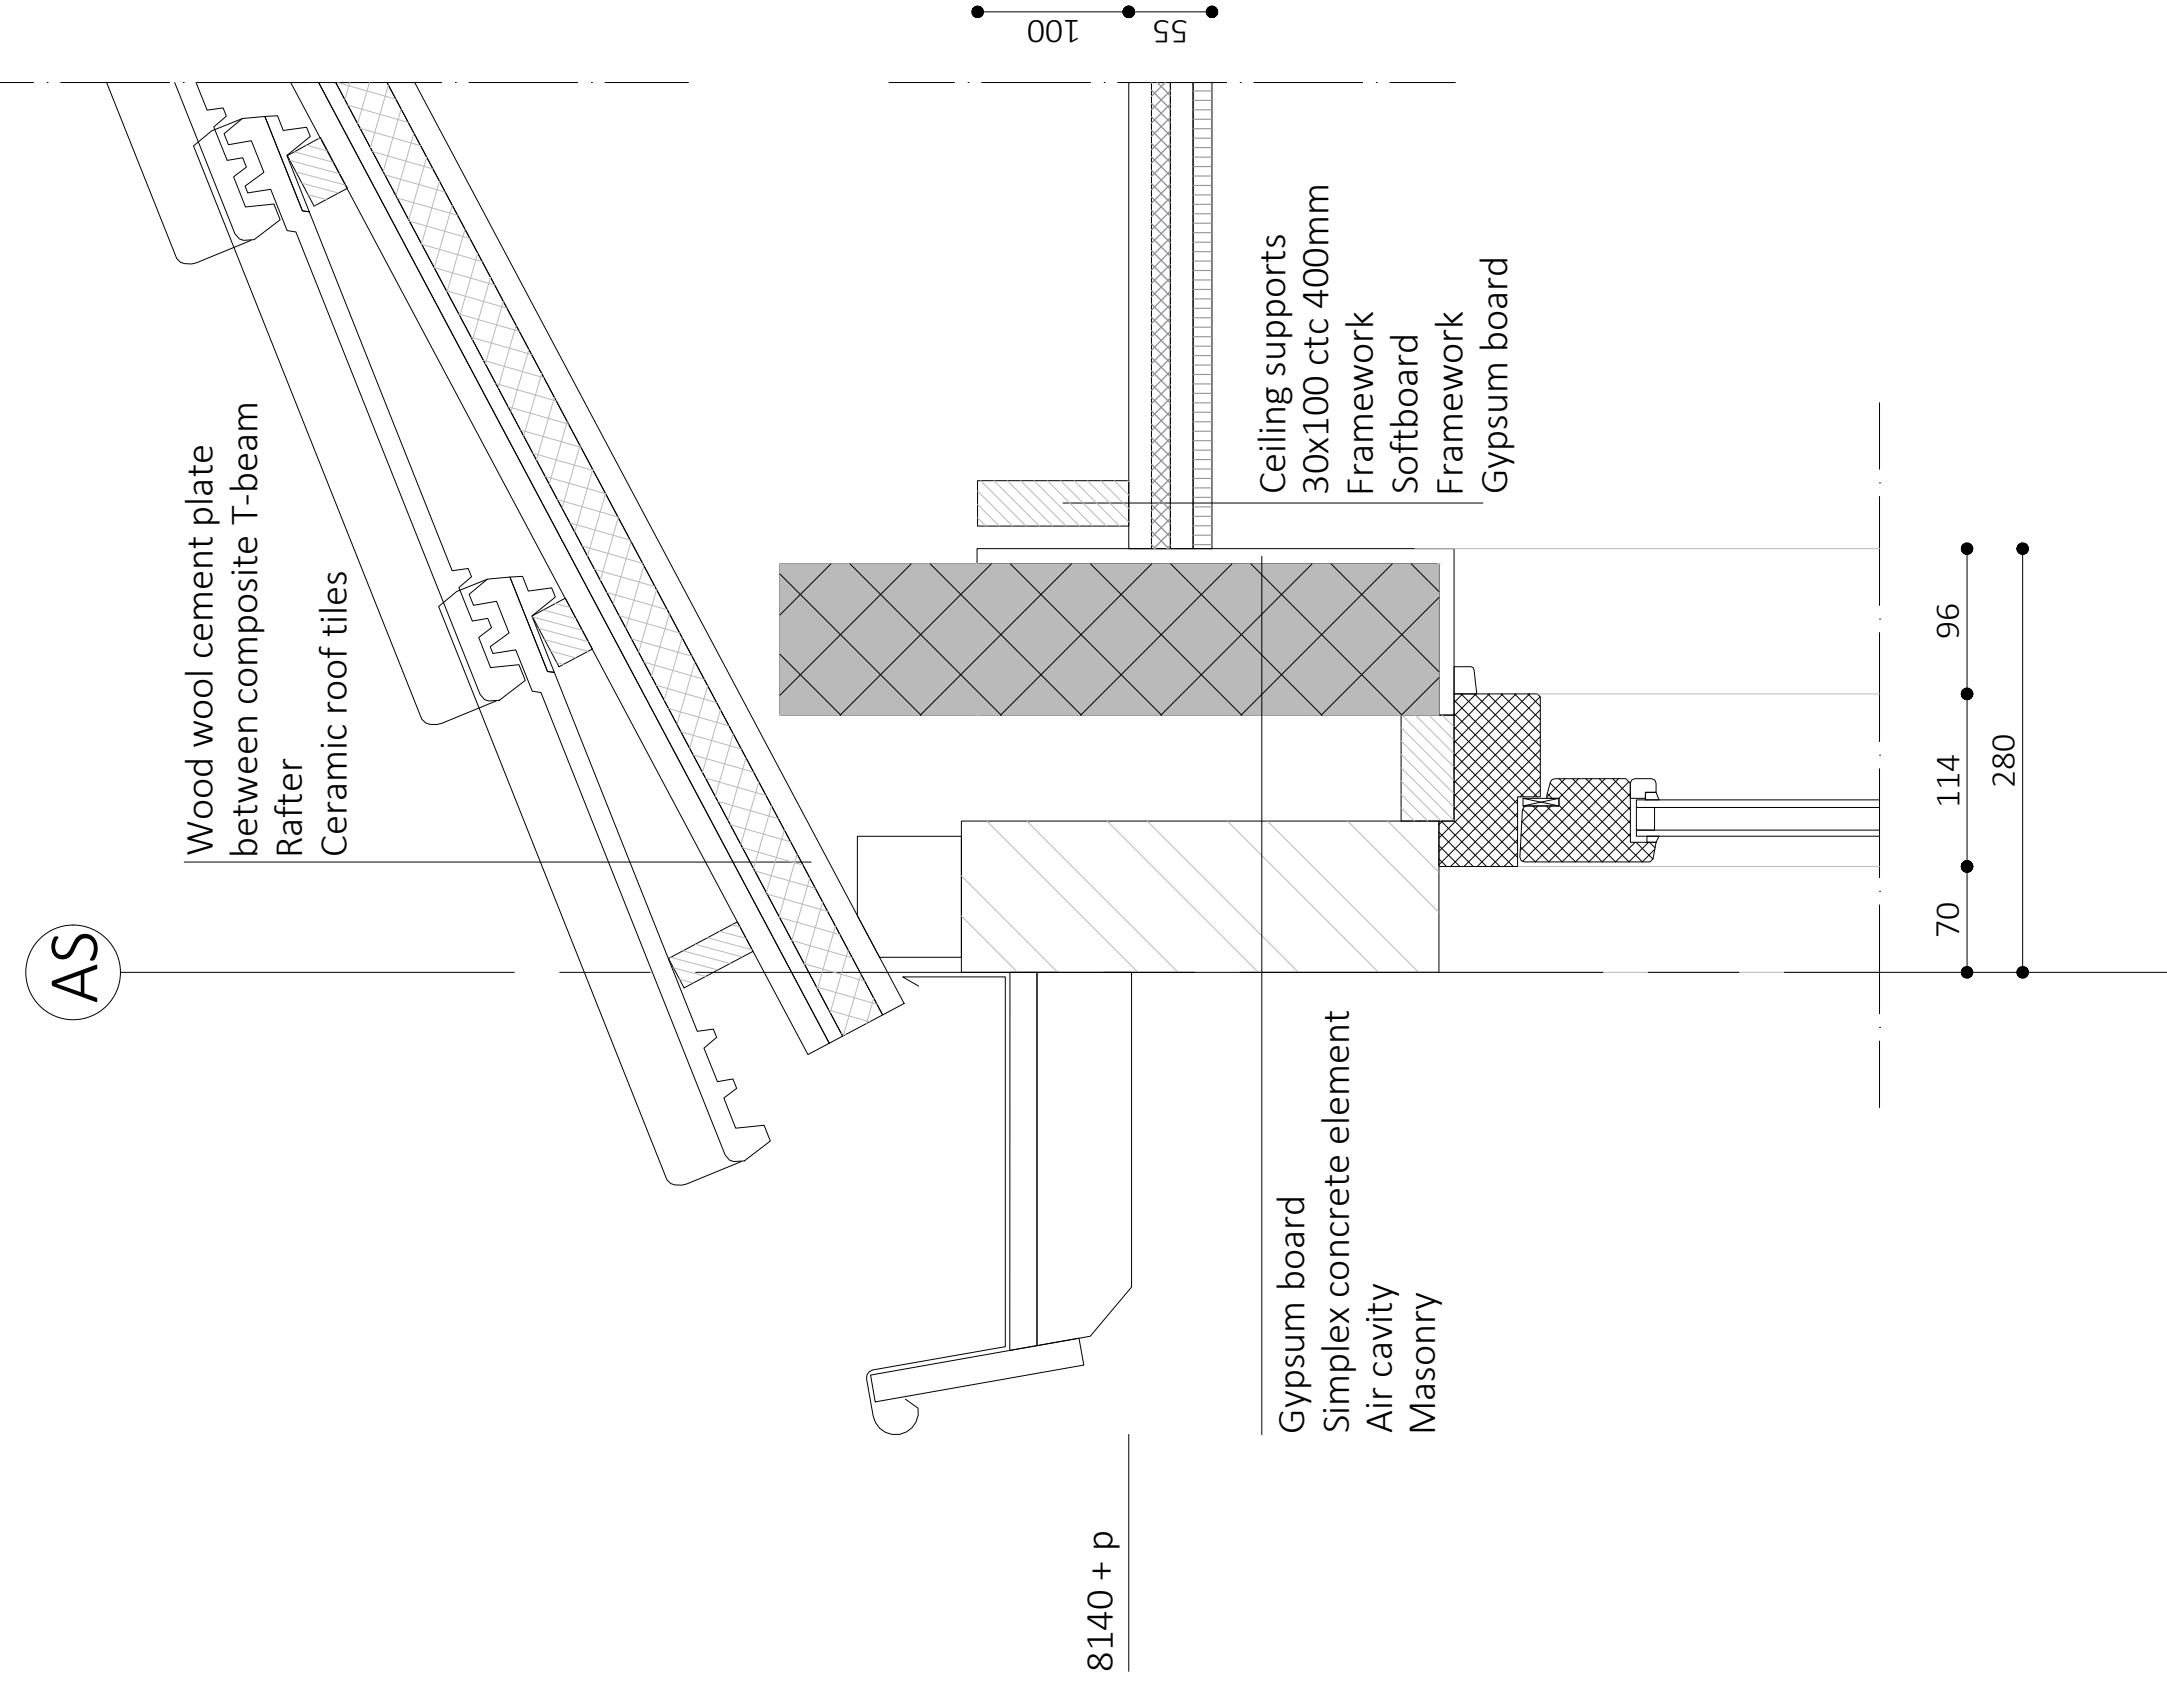 AS
Wood wool cement plate
between composite T-beam
Rafter
Ceramic roof tiles
100
55
Ceiling supports
30x100 ctc 400mm
Framework
Softboard
Framework
Gypsum board
8140 + p
Gypsum board
Simplex concrete element
Air cavity
Masonry
70
114
96
280